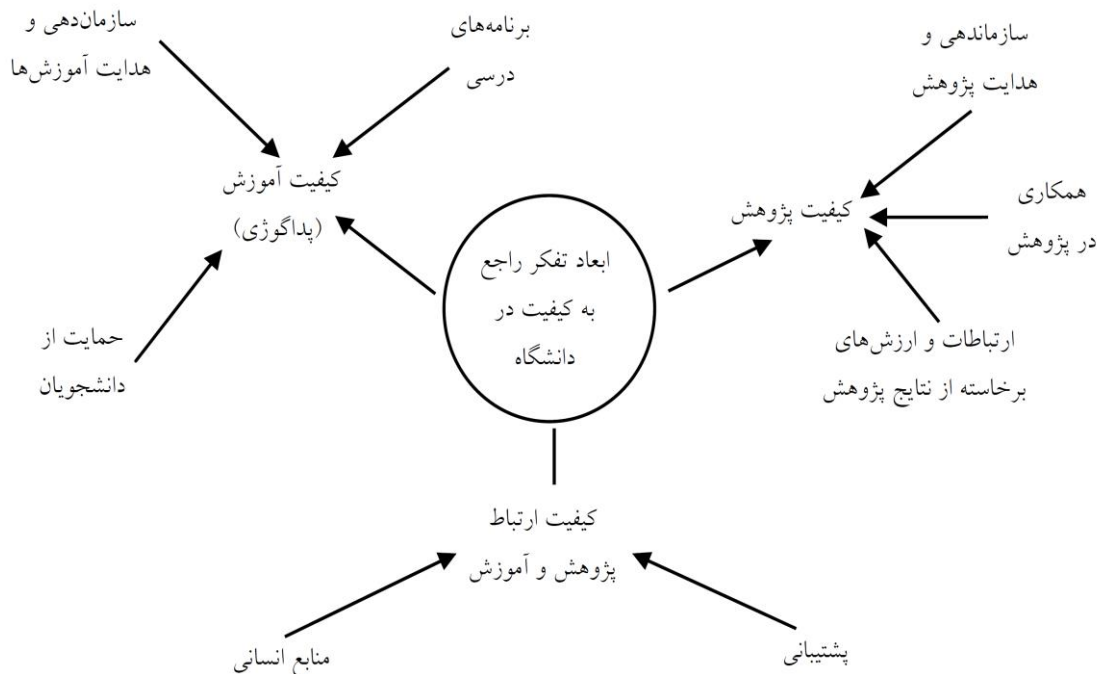 سازماندهی و
هدایت پژوهش
برنامه‌های
درسی
سازمان‌دهی و
هدایت آموزش‌ها
همکاری
در پژوهش
کیفیت پژوهش
کیفیت آموزش
(پداگوژی)
ابعاد تفکر راجع
به کیفیت در
دانشگاه
ارتباطات و ارزش‌های
برخاسته از نتایج پژوهش
حمایت از
دانشجویان
کیفیت ارتباط
پژوهش و آموزش
پشتیبانی
منابع انسانی